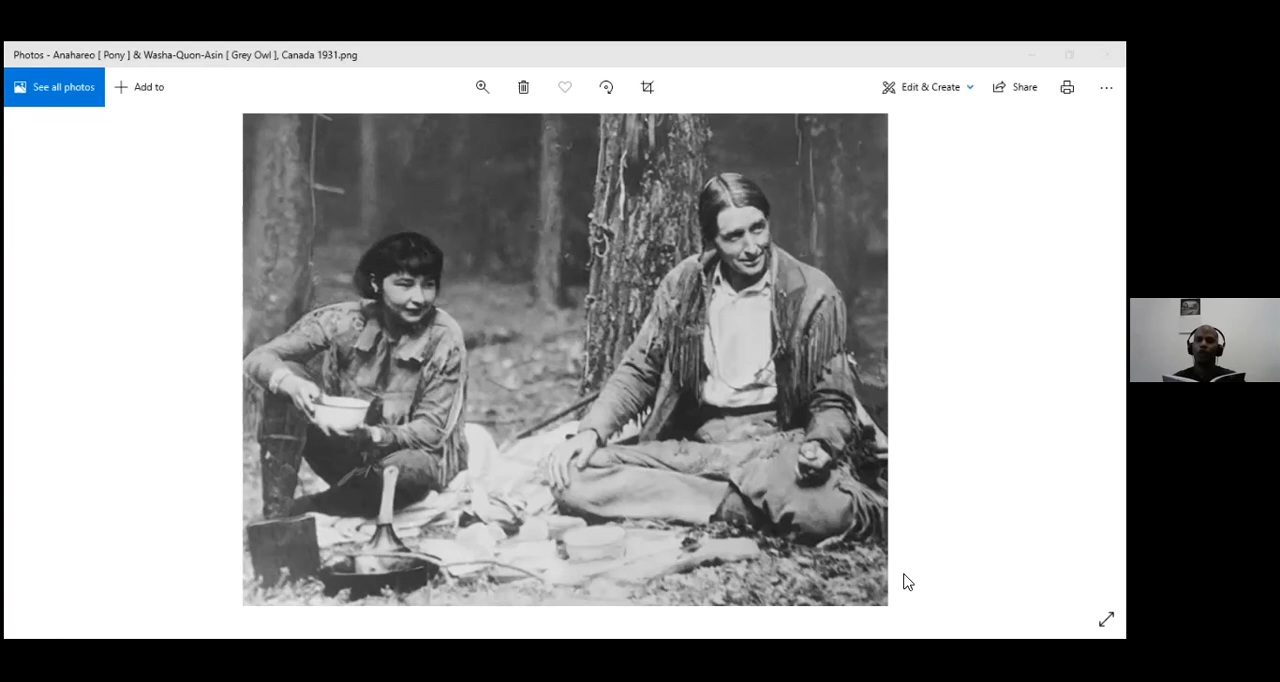 Photos - Anahareo [ Pony ] & Washa-Quon-Asin [ Grey Owl ], Canada 1931.png
See all photos
Add to
Edit & Create
Share